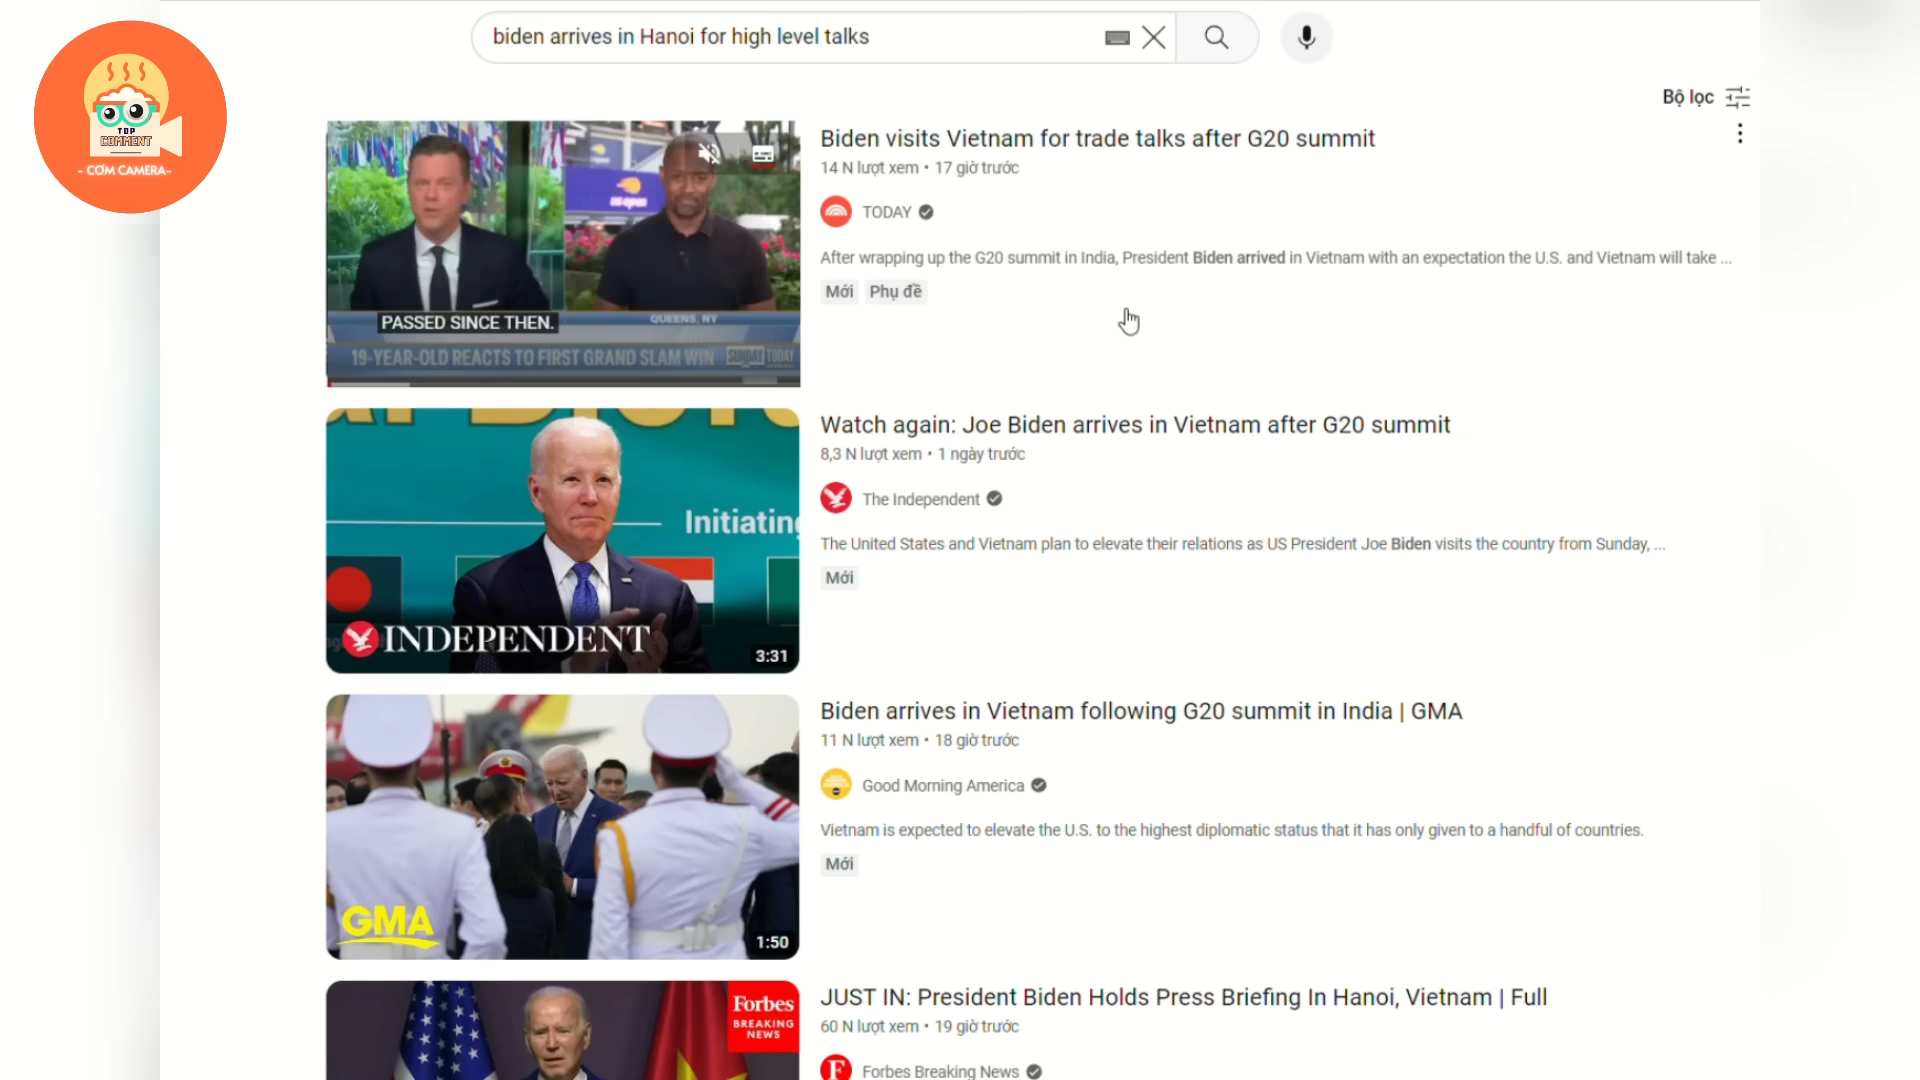 biden arrives in Hanoi for high level talks
TOP
COMMENT
- CƠM CAMERA-
Bộ lọc
Biden visits Vietnam for trade talks after G20 summit
14 N lượt xem • 17 giờ trước
TODAY
After wrapping up the G20 summit in India, President Biden arrived in Vietnam with an expectation the U.S. and Vietnam will take ...
Mới Phụ đề
us open
PASSED SINCE THEN.
QUEENS, NY
19-YEAR-OLD REACTS TO FIRST GRAND SLAM WIN
SUNDAY TODAY
Watch again: Joe Biden arrives in Vietnam after G20 summit
8,3 N lượt xem • 1 ngày trước
The Independent
The United States and Vietnam plan to elevate their relations as US President Joe Biden visits the country from Sunday, ...
Mới
Initiating
INDEPENDENT
3:31
Biden arrives in Vietnam following G20 summit in India | GMA
11 N lượt xem • 18 giờ trước
Good Morning America
Vietnam is expected to elevate the U.S. to the highest diplomatic status that it has only given to a handful of countries.
Mới
GMA
1:50
JUST IN: President Biden Holds Press Briefing In Hanoi, Vietnam | Full
60 N lượt xem • 19 giờ trước
Forbes Breaking News
Forbes
BREAKING
NEWS
F